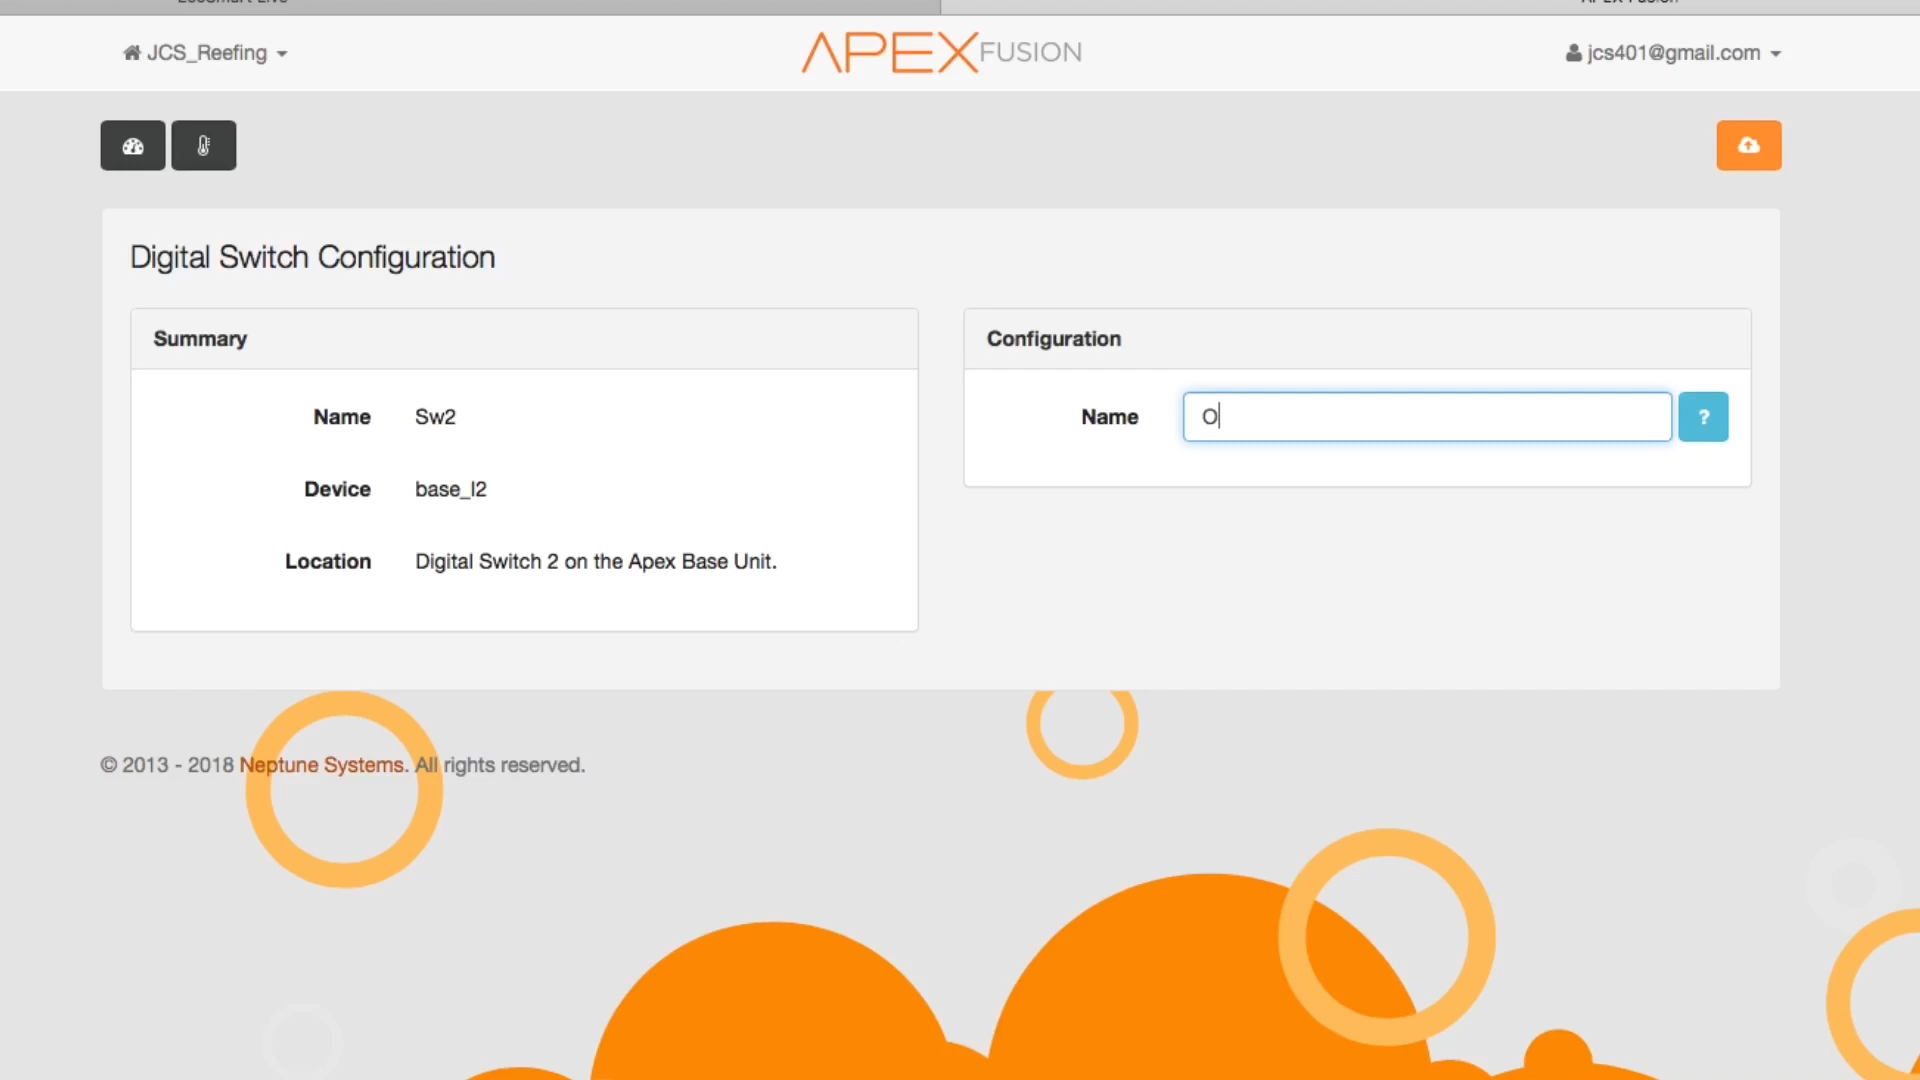 JCS_Reefing
APEX FUSION
jcs401@gmail.com
Digital Switch Configuration
Summary
Configuration
Name Sw2
Name O ?
Device base_I2
Location Digital Switch 2 on the Apex Base Unit.
© 2013 - 2018 Neptune Systems. All rights reserved.